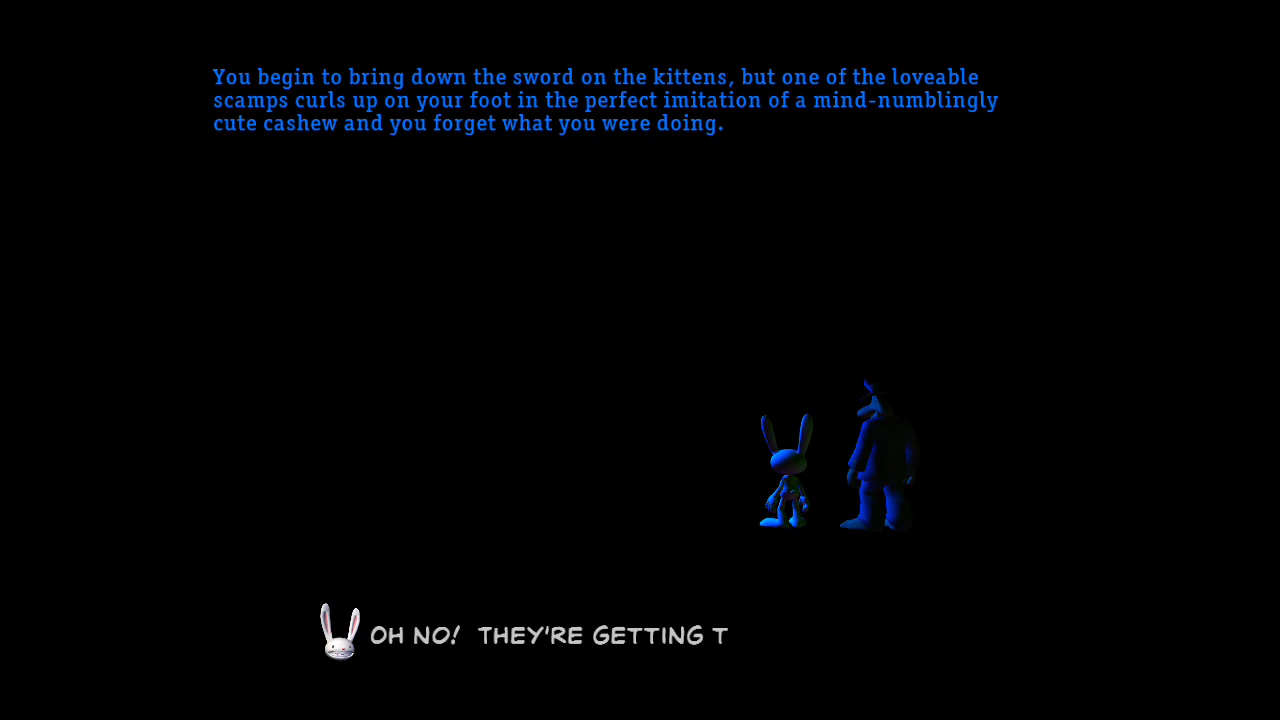 You begin to bring down the sword on the kittens, but one of the loveable
scamps curls up on your foot in the perfect imitation of a mind-numblingly
cute cashew and you forget what you were doing.
OH NO! THEY'RE GETTING T